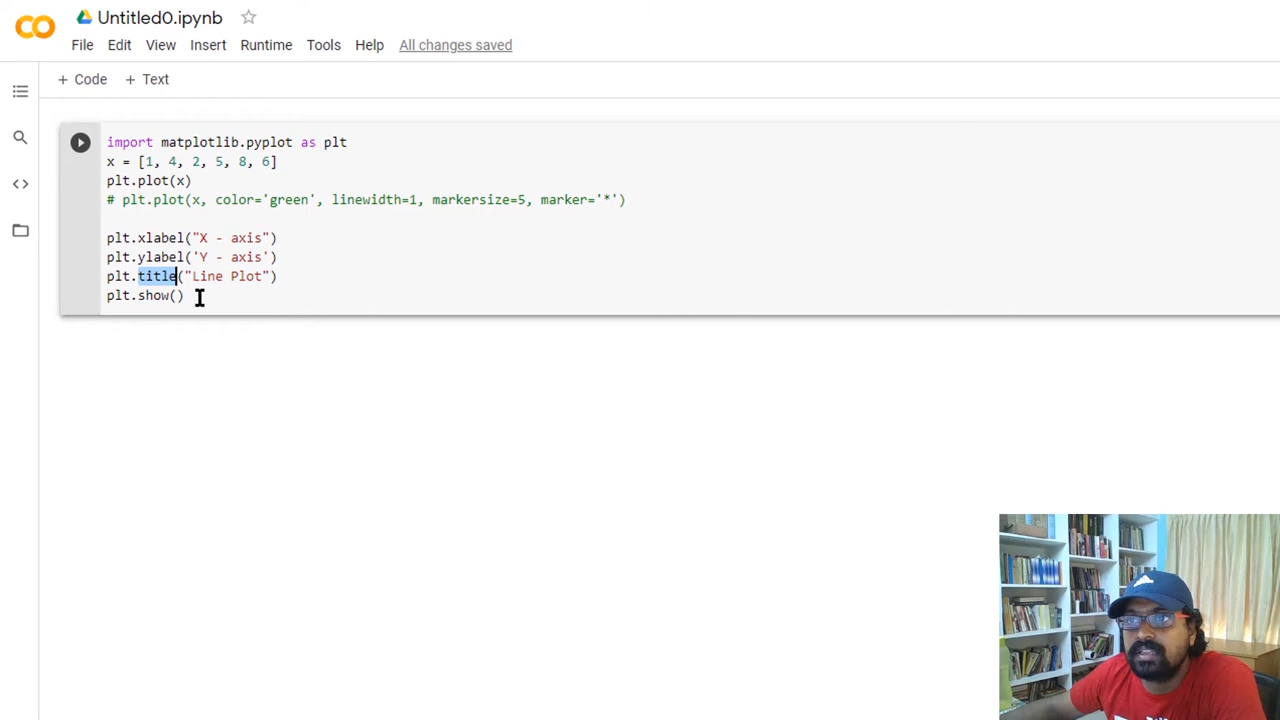 Untitled0.ipynb
File Edit View Insert Runtime Tools Help All changes saved
+ Code + Text
import matplotlib.pyplot as plt
x = [1, 4, 2, 5, 8, 6]
plt.plot(x)
# plt.plot(x, color='green', linewidth=1, markersize=5, marker='*')
plt.xlabel("X - axis")
plt.ylabel('Y - axis')
plt.title("Line Plot")
plt.show()